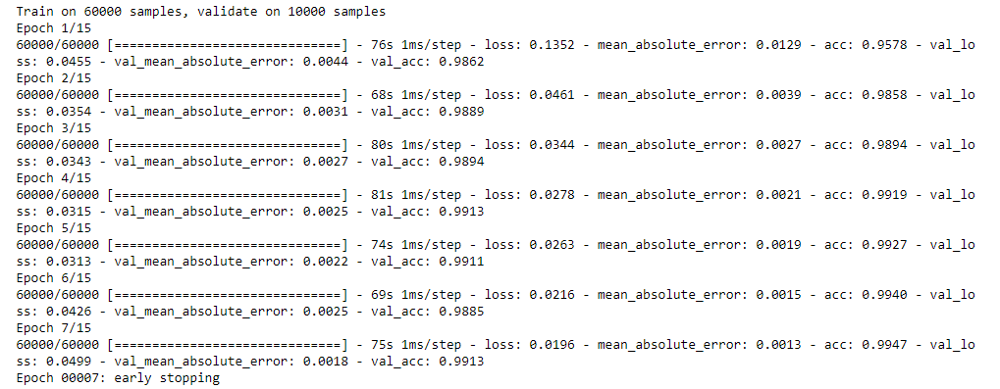 Train on 60000 samples, validate on 10000 samples
Epoch 1/15
60000/60000 [==============================] - 76s 1ms/step - loss: 0.1352 - mean_absolute_error: 0.0129 - acc: 0.9578 - val_lo
ss: 0.0455 - val_mean_absolute_error: 0.0044 - val_acc: 0.9862
Epoch 2/15
60000/60000 [==============================] - 68s 1ms/step - loss: 0.0461 - mean_absolute_error: 0.0039 - acc: 0.9858 - val_lo
ss: 0.0354 - val_mean_absolute_error: 0.0031 - val_acc: 0.9889
Epoch 3/15
60000/60000 [==============================] - 80s 1ms/step - loss: 0.0344 - mean_absolute_error: 0.0027 - acc: 0.9894 - val_lo
ss: 0.0343 - val_mean_absolute_error: 0.0027 - val_acc: 0.9894
Epoch 4/15
60000/60000 [==============================] - 81s 1ms/step - loss: 0.0278 - mean_absolute_error: 0.0021 - acc: 0.9919 - val_lo
ss: 0.0315 - val_mean_absolute_error: 0.0025 - val_acc: 0.9913
Epoch 5/15
60000/60000 [==============================] - 74s 1ms/step - loss: 0.0263 - mean_absolute_error: 0.0019 - acc: 0.9927 - val_lo
ss: 0.0313 - val_mean_absolute_error: 0.0022 - val_acc: 0.9911
Epoch 6/15
60000/60000 [==============================] - 69s 1ms/step - loss: 0.0216 - mean_absolute_error: 0.0015 - acc: 0.9940 - val_lo
ss: 0.0426 - val_mean_absolute_error: 0.0025 - val_acc: 0.9885
Epoch 7/15
60000/60000 [==============================] - 75s 1ms/step - loss: 0.0196 - mean_absolute_error: 0.0013 - acc: 0.9947 - val_lo
ss: 0.0499 - val_mean_absolute_error: 0.0018 - val_acc: 0.9913
Epoch 00007: early stopping